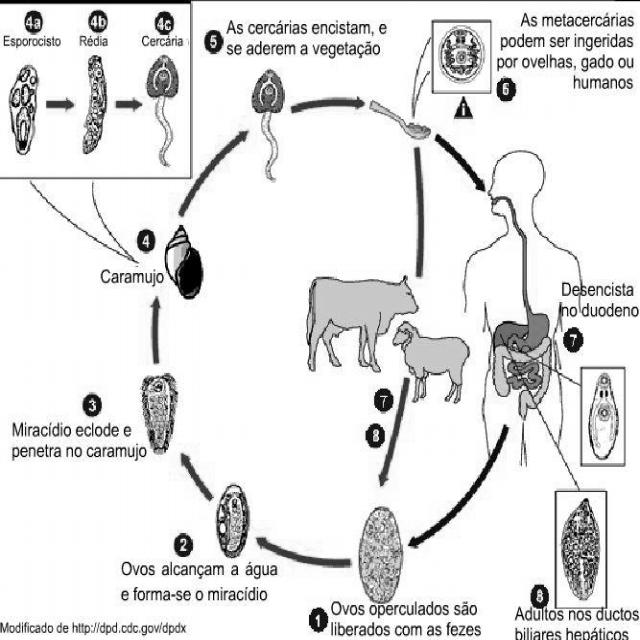 4a
4b
4c
Esporocisto
Rédia
Cercária
5
As cercárias encistam, e
se aderem a vegetação
As metacercárias
podem ser ingeridas
por ovelhas, gado ou
humanos
6
i
4
Caramujo
Desencista
no duodeno
7
3
Miracídio eclode e
penetra no caramujo
7
8
2
Ovos alcançam a água
e forma-se o miracídio
1
Ovos operculados são
liberados com as fezes
8
Adultos nos ductos
biliares hepáticos
Modificado de http://dpd.cdc.gov/dpdx